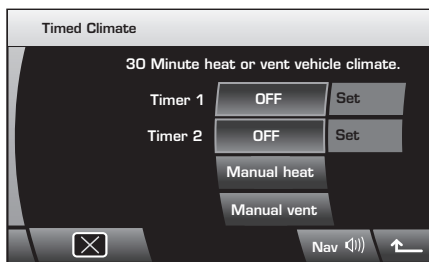 Timed Climate
30 Minute heat or vent vehicle climate.
Timer 1 OFF Set
Timer 2 OFF Set
Manual heat
Manual vent
Nav